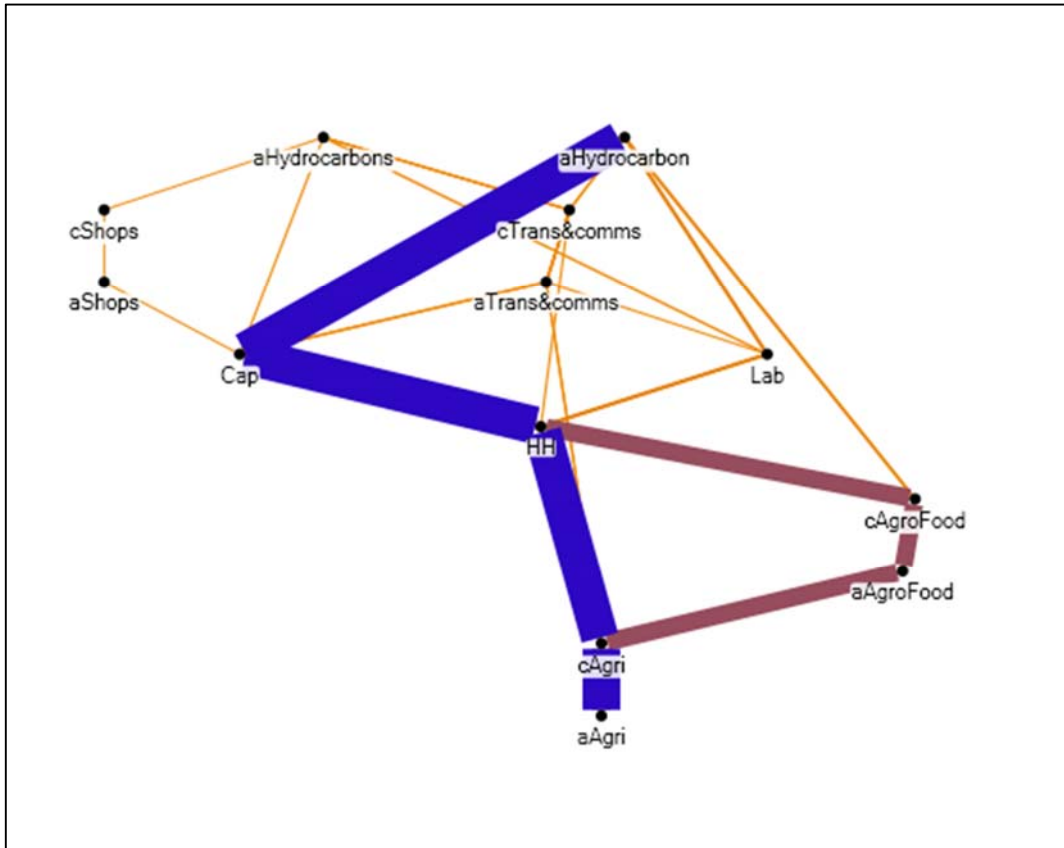 aHydrocarbons
aHydrocarbon
cShops
cTrans&comms
aShops
aTrans&comms
Cap
Lab
HH
cAgroFood
aAgroFood
cAgri
aAgri